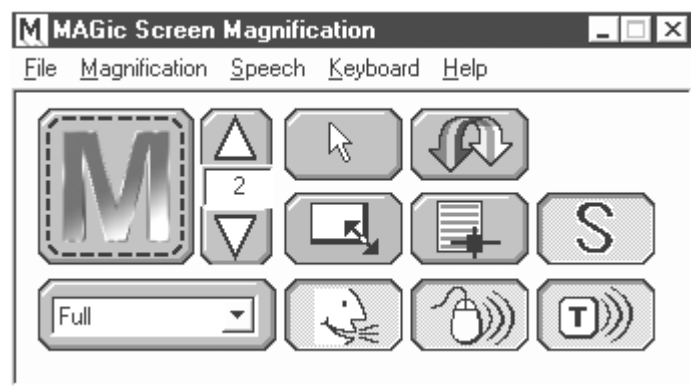 M MAGic Screen Magnification
File Magnification Speech Keyboard Help
M
2
S
Full
T